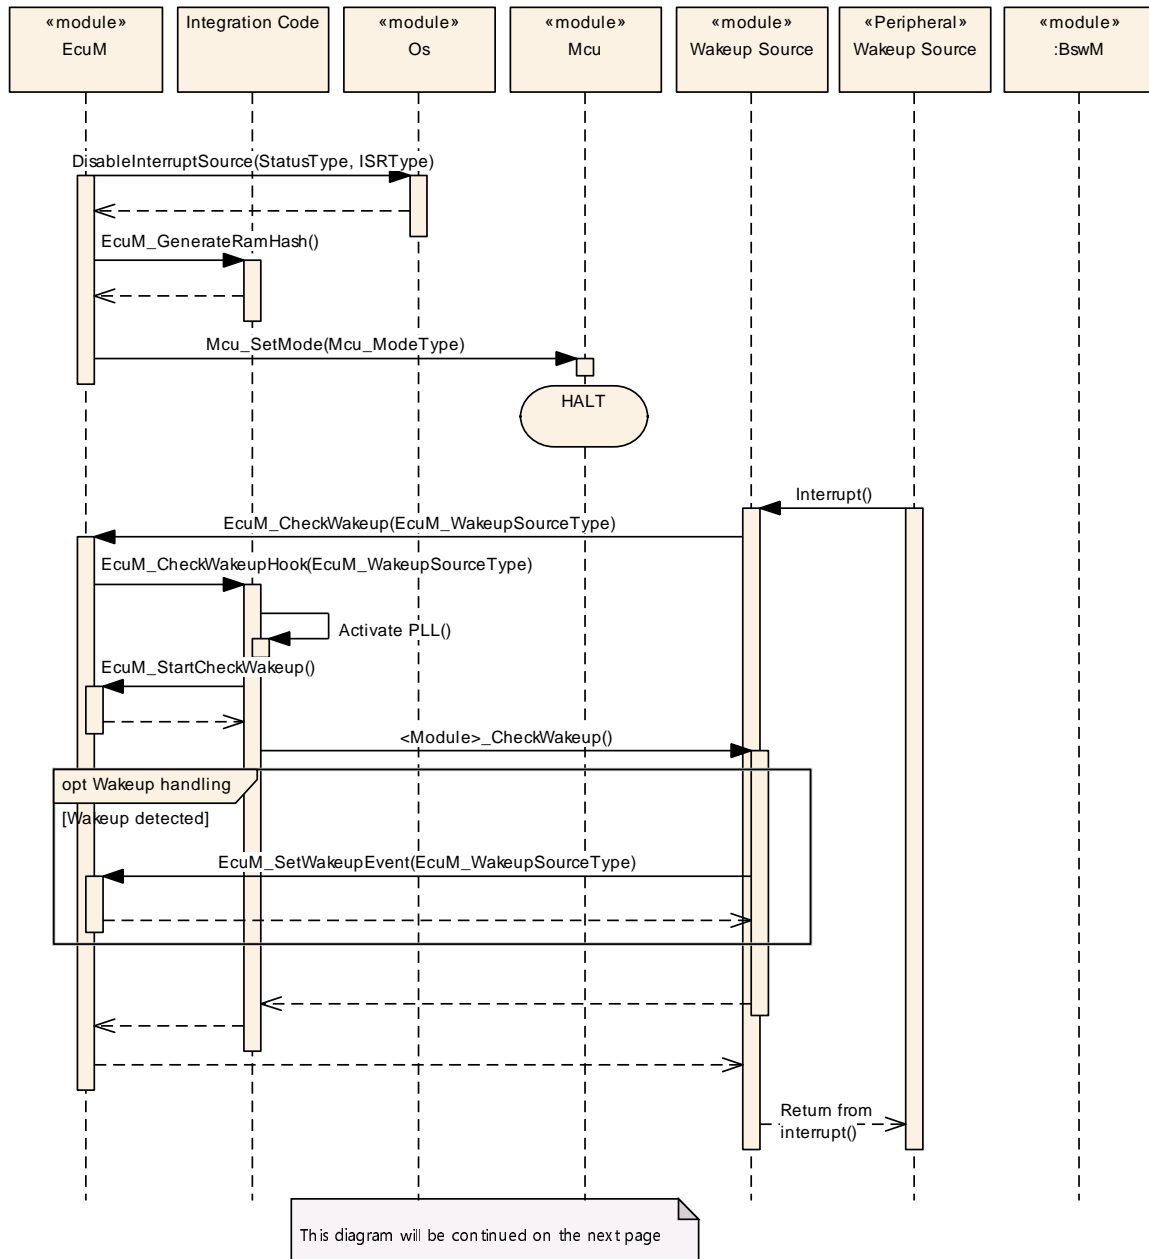 «module»
EcuM
Integration Code
«module»
Os
«module»
Mcu
«module»
Wakeup Source
«Peripheral»
Wakeup Source
«module»
:BswM
DisableInterruptSource(StatusType, ISRType)
EcuM_GenerateRamHash()
Mcu_SetMode(Mcu_ModeType)
HALT
Interrupt()
EcuM_CheckWakeup(EcuM_WakeupSourceType)
EcuM_CheckWakeupHook(EcuM_WakeupSourceType)
Activate PLL()
EcuM_StartCheckWakeup()
<Module>_CheckWakeup()
opt Wakeup handling
[Wakeup detected]
EcuM_SetWakeupEvent(EcuM_WakeupSourceType)
Return from
interrupt()
This diagram will be continued on the next page